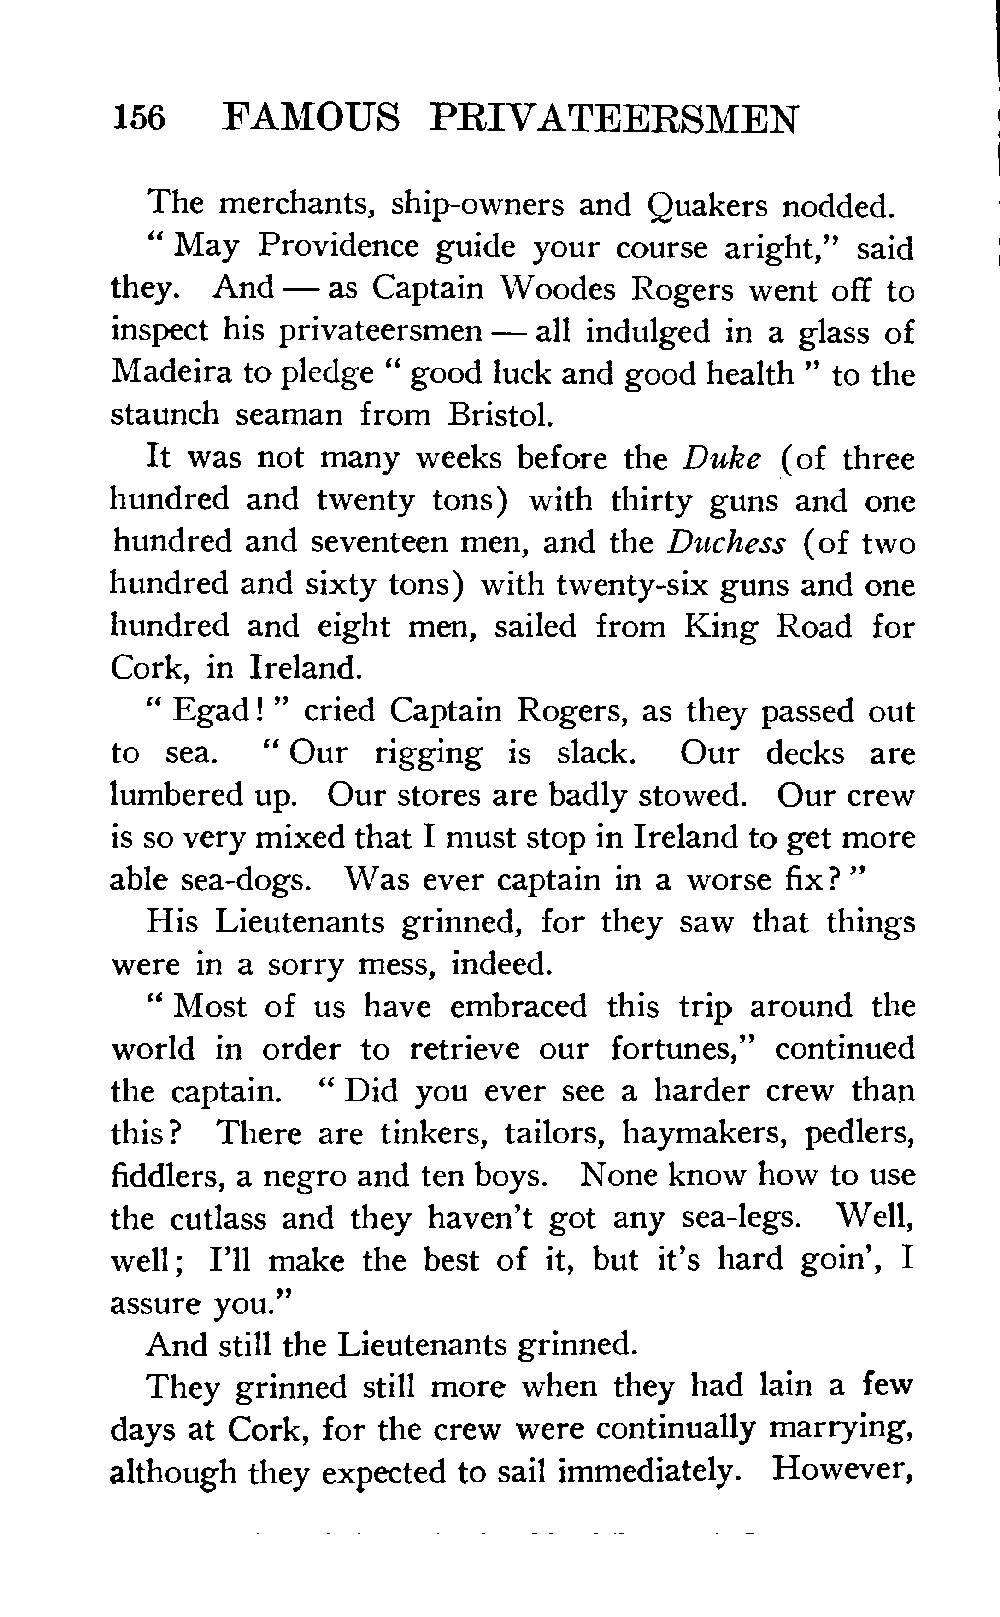 156 FAMOUS PRIVATEERSMEN
The merchants, ship-owners and Quakers nodded.
" May Providence guide your course aright," said
they. And — as Captain Woodes Rogers went off to
inspect his privateersmen — all indulged in a glass of
Madeira to pledge " good luck and good health " to the
staunch seaman from Bristol.
It was not many weeks before the Duke (of three
hundred and twenty tons) with thirty guns and one
hundred and seventeen men, and the Duchess (of two
hundred and sixty tons) with twenty-six guns and one
hundred and eight men, sailed from King Road for
Cork, in Ireland.
" Egad! " cried Captain Rogers, as they passed out
to sea. " Our rigging is slack. Our decks are
lumbered up. Our stores are badly stowed. Our crew
is so very mixed that I must stop in Ireland to get more
able sea-dogs. Was ever captain in a worse fix? "
His Lieutenants grinned, for they saw that things
were in a sorry mess, indeed.
" Most of us have embraced this trip around the
world in order to retrieve our fortunes," continued
the captain. " Did you ever see a harder crew than
this? There are tinkers, tailors, haymakers, pedlers,
fiddlers, a negro and ten boys. None know how to use
the cutlass and they haven't got any sea-legs. Well,
well; I'll make the best of it, but it's hard goin', I
assure you."
And still the Lieutenants grinned.
They grinned still more when they had lain a few
days at Cork, for the crew were continually marrying,
although they expected to sail immediately. However,